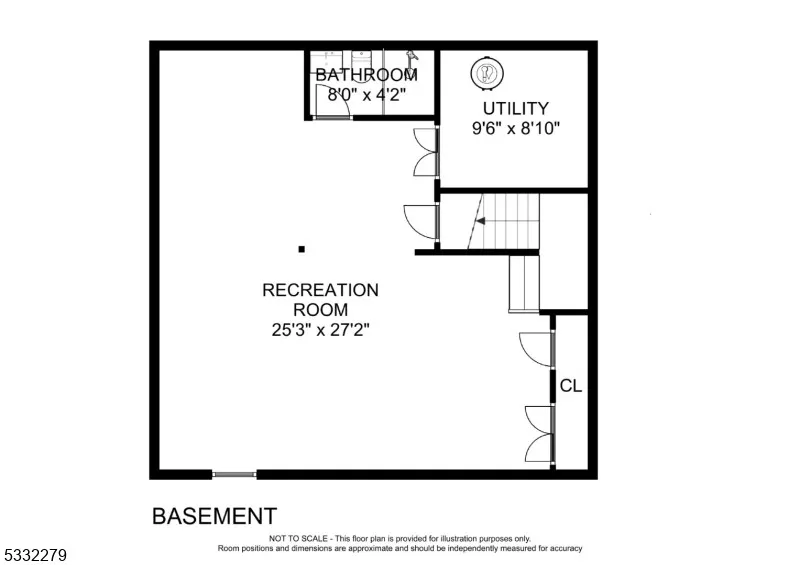 BATHROOM
8'0" x 4'2"
UTILITY
9'6" x 8'10"
RECREATION
ROOM
25'3" x 27'2"
CL
BASEMENT
NOT TO SCALE - This floor plan is provided for illustration purposes only.
Room positions and dimensions are approximate and should be independently measured for accuracy
5332279